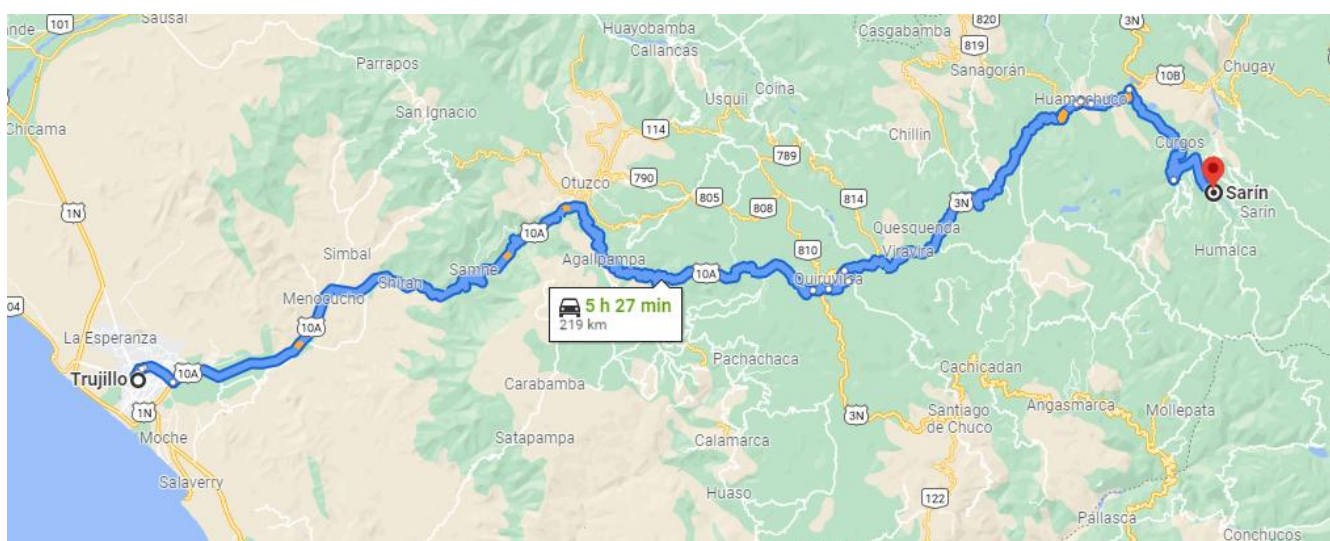 101
Sausal
Huayobamba
Callancas
Casgabamba
820
3N
819
Parrapos
Sanagorán
10B
Chugay
San Ignacio
Usquil
Coina
Huamachuco
Chicama
114
Chillin
Curgos
789
Otuzco
790
Sarín
1N
805
808
814
3N
Sarín
10A
Quesquenda
Simbal
810
Viravira
Humalca
Agallpampa
Samne
10A
Shiran
Quiruvilca
Menocucho
04
5 h 27 min
219 km
10A
La Esperanza
Pachachaca
Cachicadan
Trujillo
10A
Carabamba
1N
3N
Santiago
de Chuco
Angasmarca
Mollepata
Moche
Satapampa
Calamarca
Salaverry
Huaso
122
Pallasca
Conchucos